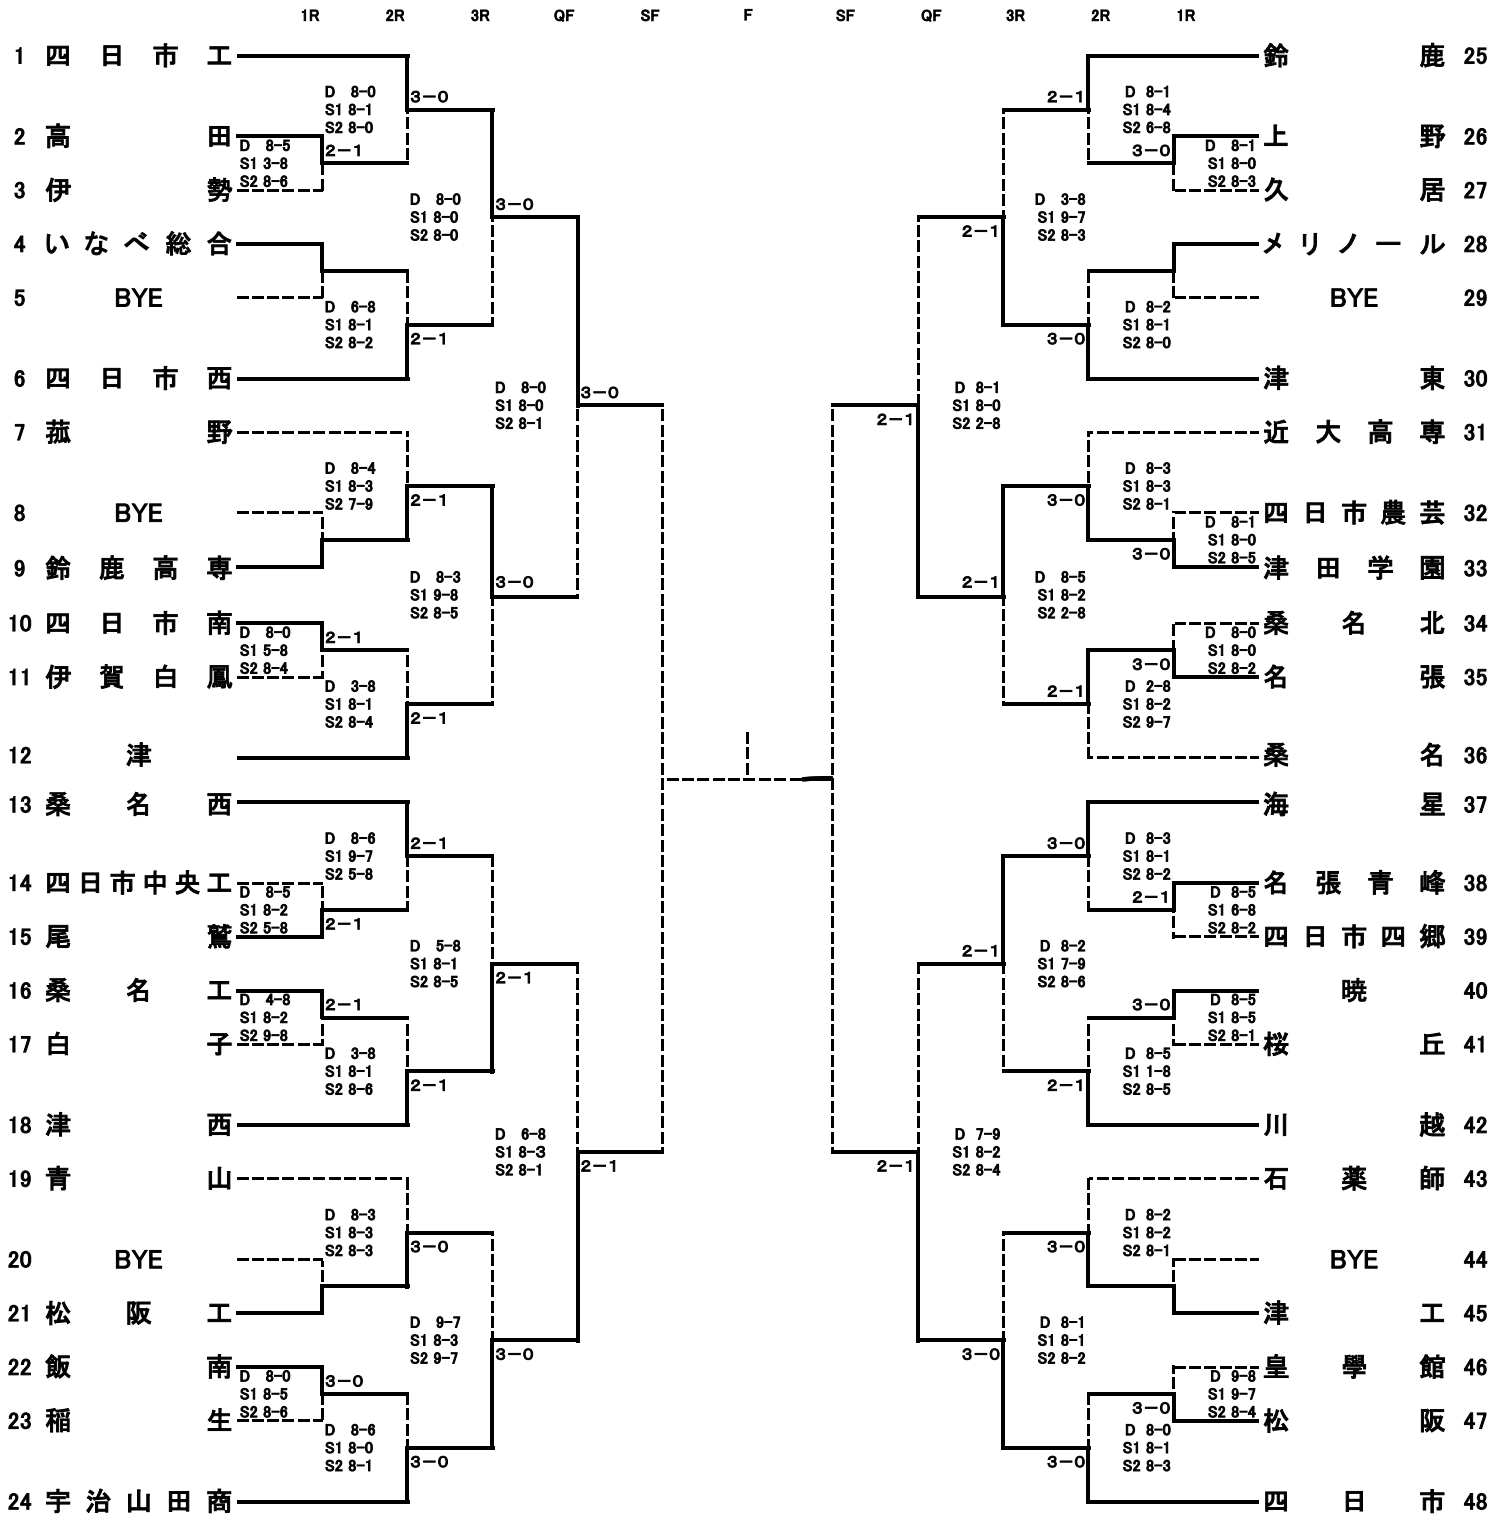 1R 2R 3R QF SF F SF QF 3R 2R 1R
1 四日市工 鈴鹿 25
D 8-0 D 8-1
S1 8-1 3-0 2-1 S1 8-4
S2 8-0 S2 6-8
2 高田 上野 26
D 8-5 2-1 3-0 D 8-1
S1 3-8 S1 8-0
S2 8-6 S2 8-3
3 伊勢 久居 27
D 8-0 3-0 D 3-8
S1 8-0 2-1 S1 9-7
S2 8-0 S2 8-3
4 いなべ総合 メリノール 28
5 BYE BYE 29
D 6-8 D 8-2
S1 8-1 S1 8-1
S2 8-2 2-1 3-0 S2 8-0
6 四日市西 津東 30
D 8-0 3-0 D 8-1
S1 8-0 S1 8-0
S2 8-1 2-1 S2 2-8
7 菰野 近大高専 31
D 8-4 D 8-3
S1 8-3 S1 8-3
S2 7-9 2-1 3-0 S2 8-1
8 BYE 四日市農芸 32
D 8-1
S1 8-0
3-0 S2 8-5
9 鈴鹿高専 津田学園 33
D 8-3 3-0 2-1 D 8-5
S1 9-8 S1 8-2
S2 8-5 S2 2-8
10 四日市南 桑名北 34
D 8-0 2-1 D 8-0
S1 5-8 S1 8-0
S2 8-4 3-0 S2 8-2
11 伊賀白鳳 名張 35
D 3-8 D 2-8
S1 8-1 2-1 S1 8-2
S2 8-4 2-1 S2 9-7
12 津 桑名 36
13 桑名西 海星 37
D 8-6 2-1 3-0 D 8-3
S1 9-7 S1 8-1
S2 5-8 S2 8-2
14 四日市中央工 名張青峰 38
D 8-5 2-1 D 8-5
S1 8-2 S1 6-8
S2 5-8 2-1 S2 8-2
15 尾鷲 四日市四郷 39
D 5-8 2-1 D 8-2
S1 8-1 S1 7-9
S2 8-5 2-1 S2 8-6
16 桑名工 暁 40
D 4-8 2-1 3-0 D 8-5
S1 8-2 S1 8-5
S2 9-8 S2 8-1
17 白子 桜丘 41
D 3-8 D 8-5
S1 8-1 S1 1-8
S2 8-6 2-1 2-1 S2 8-5
18 津西 川越 42
D 6-8 D 7-9
S1 8-3 S1 8-2
S2 8-1 2-1 2-1 S2 8-4
19 青山 石薬師 43
D 8-3 D 8-2
S1 8-3 S1 8-2
S2 8-3 3-0 3-0 S2 8-1
20 BYE BYE 44
21 松阪工 津工 45
D 9-7 D 8-1
S1 8-3 S1 8-1
S2 9-7 3-0 3-0 S2 8-2
22 飯南 皇學館 46
D 8-0 3-0 D 9-8
S1 8-5 S1 9-7
S2 8-6 3-0 S2 8-4
23 稲生 松阪 47
D 8-6 D 8-0
S1 8-0 S1 8-1
S2 8-1 3-0 3-0 S2 8-3
24 宇治山田商 四日市 48